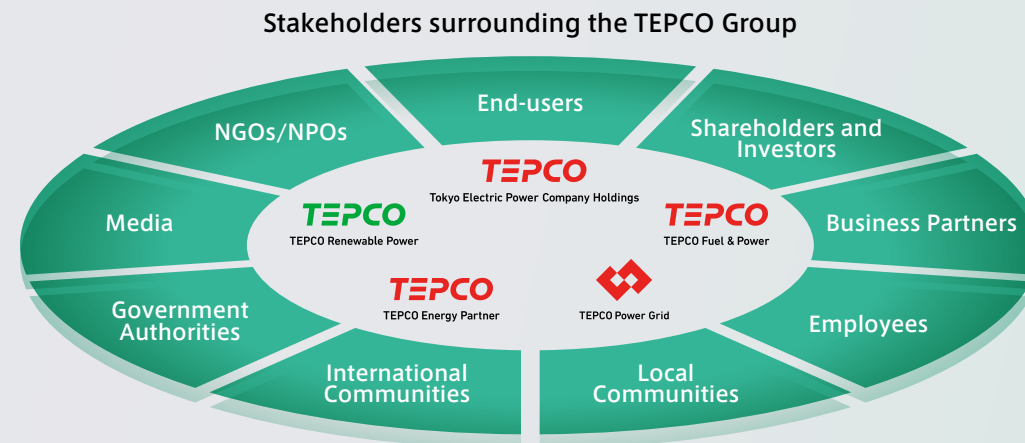 Stakeholders surrounding the TEPCO Group
End-users
NGOs/NPOs
Shareholders and
Investors
TEPCO
Tokyo Electric Power Company Holdings
TEPCO
TEPCO Renewable Power
TEPCO
TEPCO Fuel & Power
Media
Business Partners
TEPCO
TEPCO Energy Partner
TEPCO Power Grid
Government
Authorities
Employees
International
Communities
Local
Communities